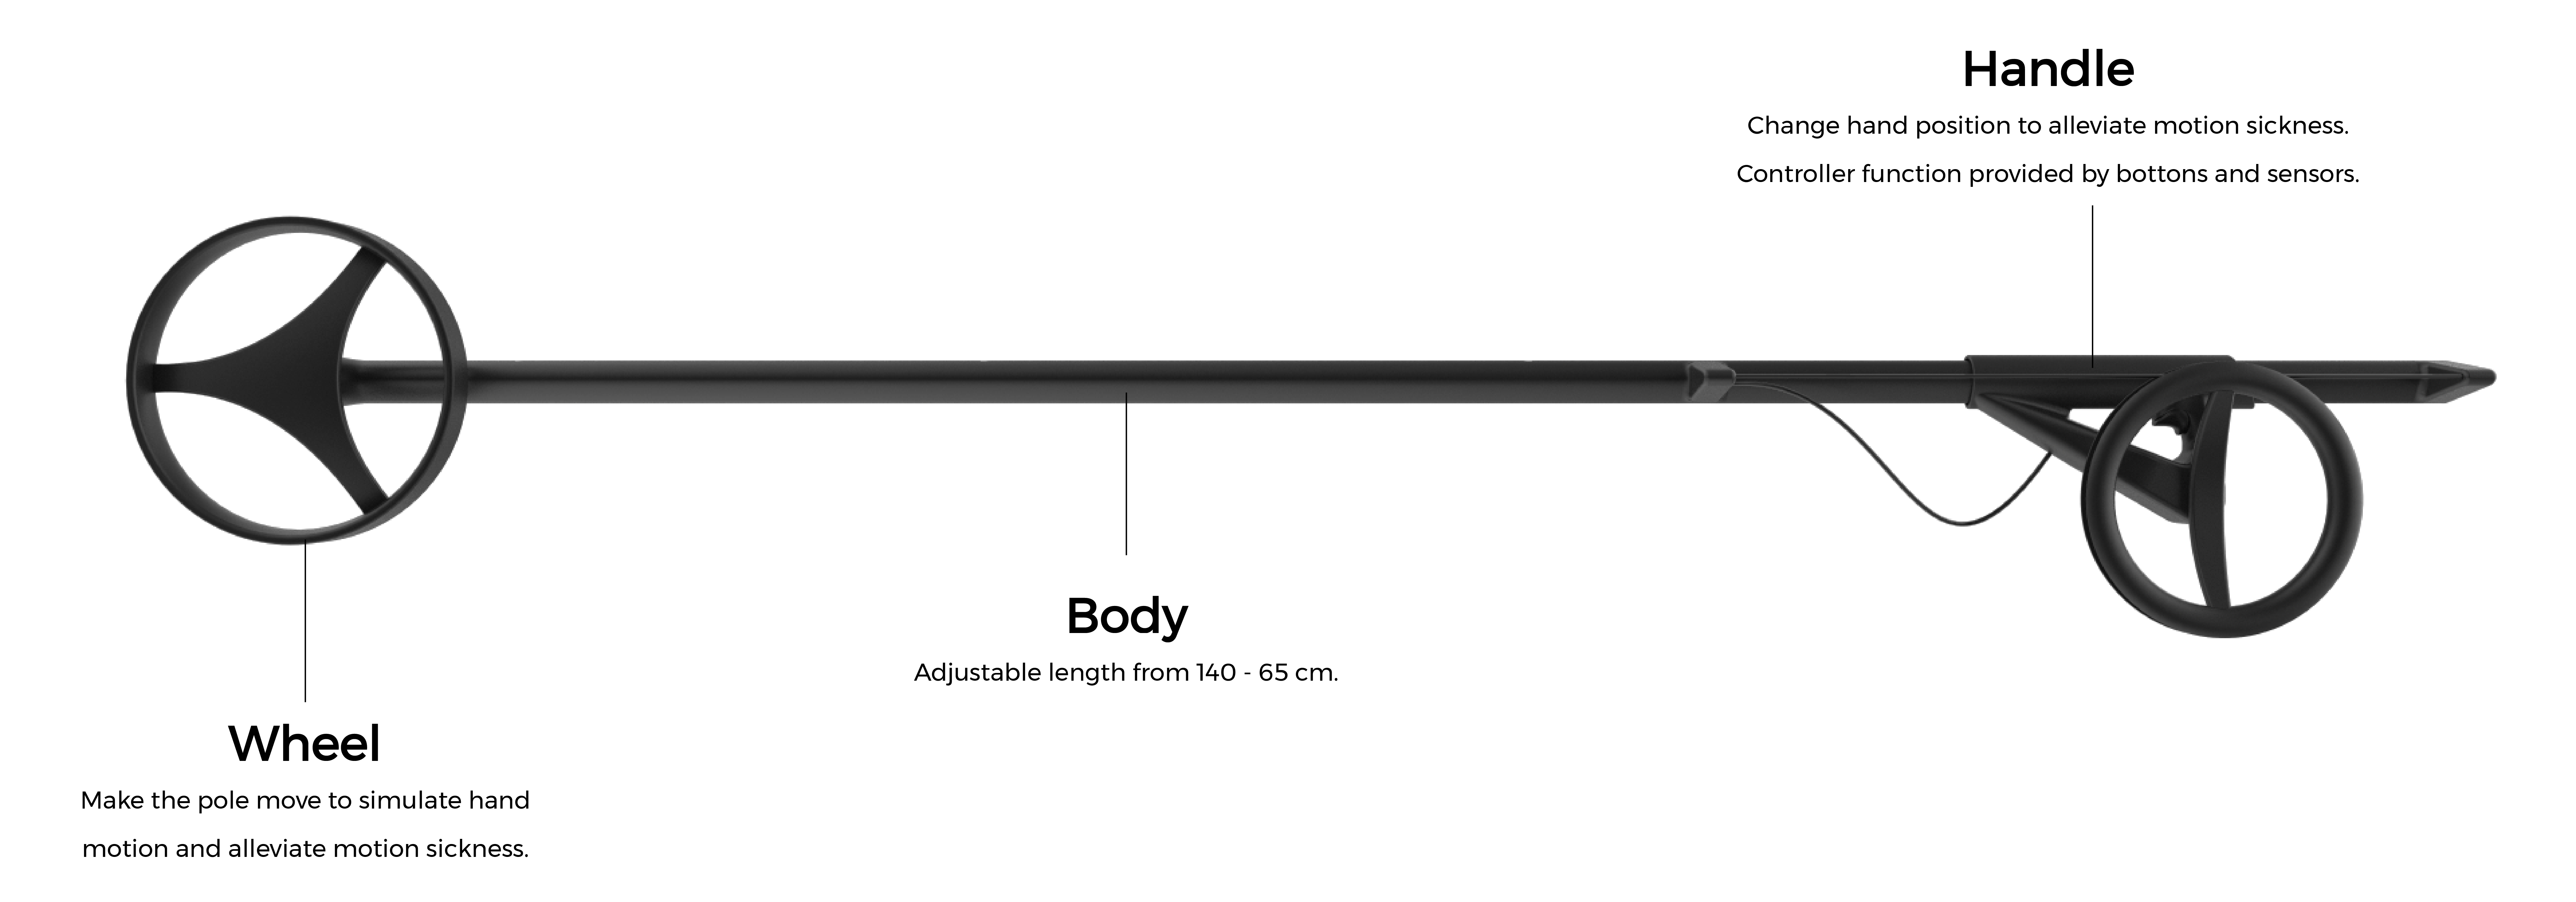 Handle
Change hand position to alleviate motion sickness.
Controller function provided by bottons and sensors.
Body
Adjustable length from 140 - 65 cm.
Wheel
Make the pole move to simulate hand
motion and alleviate motion sickness.